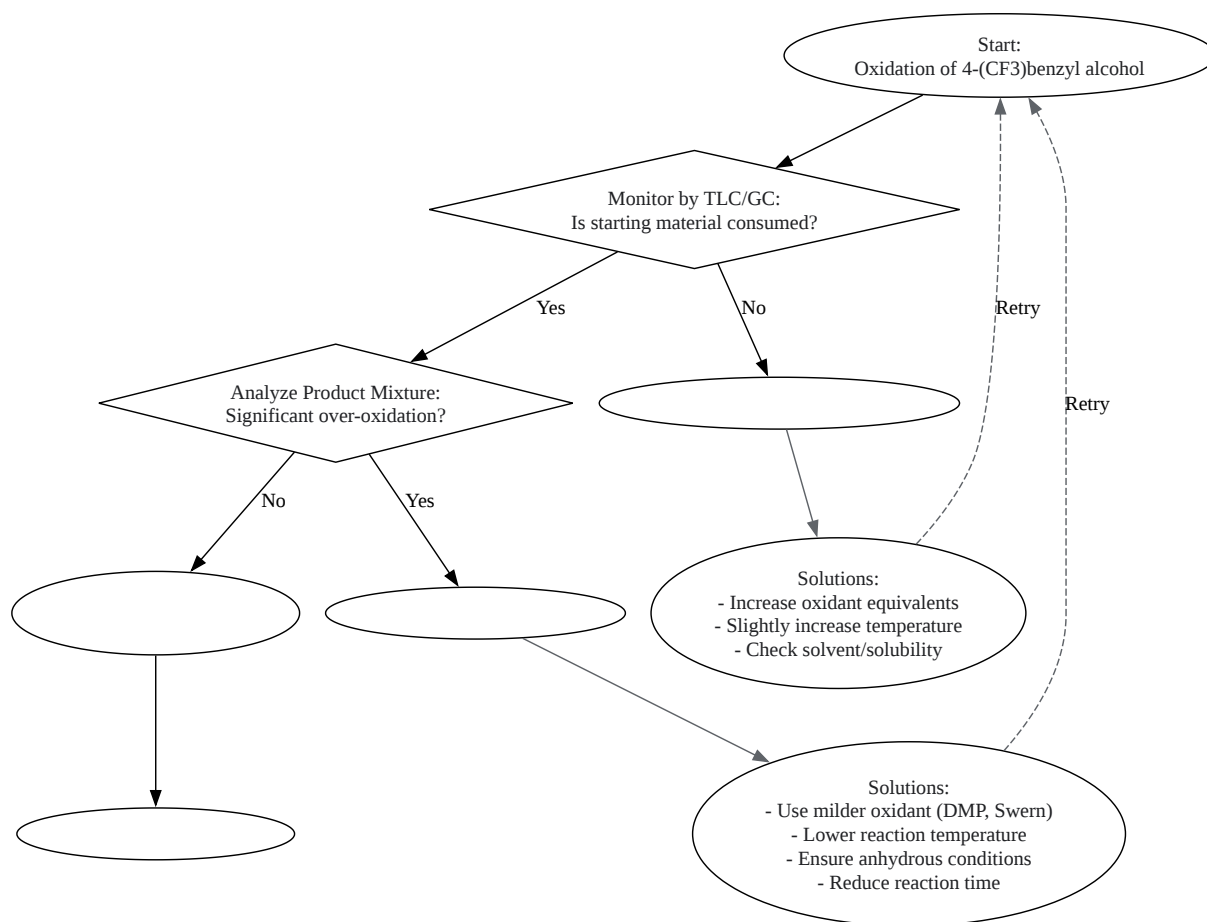 Start:
Oxidation of 4-(CF3)benzyl alcohol
Monitor by TLC/GC:
Is starting material consumed?
Yes
No
Retry
Analyze Product Mixture:
Significant over-oxidation?
Retry
No
Yes
Solutions:
- Increase oxidant equivalents
- Slightly increase temperature
- Check solvent/solubility
Solutions:
- Use milder oxidant (DMP, Swern)
- Lower reaction temperature
- Ensure anhydrous conditions
- Reduce reaction time